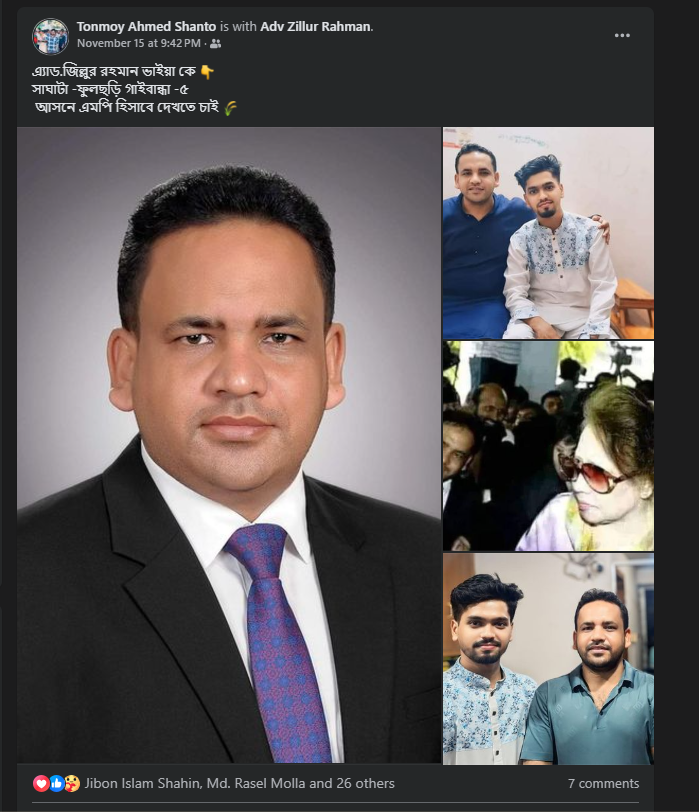 Tonmoy Ahmed Shanto is with Adv Zillur Rahman.
November 15 at 9:42 PM ·
এ্যাড.জিল্লুর রহমান ভাইয়া কে 👇
সাঘাটা -ফুলছড়ি গাইবান্ধা -৫
আসনে এমপি হিসাবে দেখতে চাই 🌾
Jibon Islam Shahin, Md. Rasel Molla and 26 others
7 comments